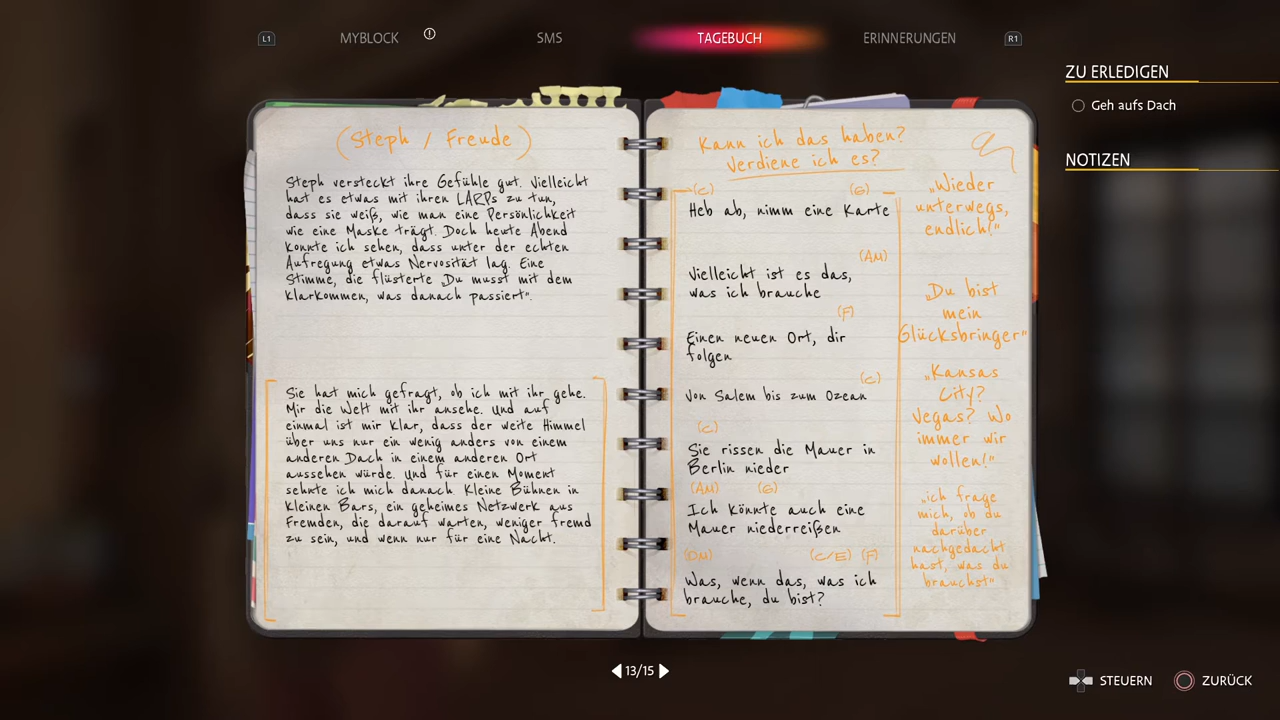 L1
MYBLOCK
SMS
TAGEBUCH
ERINNERUNGEN
R1
(Steph / Freude)
Steph versteckt ihre Gefühle gut. Vielleicht
hat es etwas mit ihren LARPs zu tun,
dass sie weiß, wie man eine Persönlichkeit
wie eine Maske trägt. Doch heute Abend
konnte ich sehen, dass unter der echten
Aufregung etwas Nervosität lag. Eine
Stimme, die flüsterte „Du musst mit dem
klarkommen, was danach passiert“.
Sie hat mich gefragt, ob ich mit ihr gehe.
Mir die Welt mit ihr ansehe. Und auf
einmal ist mir klar, dass der weite Himmel
über uns nur ein wenig anders von einem
anderen Dach in einem anderen Ort
aussehen würde. Und für einen Moment
sehnte ich mich danach Kleine Bühnen in
kleinen Bars, ein geheimes Netzwerk aus
Fremden, die darauf warten, weniger fremd
zu sein, und wenn nur für eine Nacht.
Kann ich das haben?
Verdiene ich es?
(C) (G)
Heb ab, nimm eine Karte
(AM)
Vielleicht ist es das,
was ich brauche
(F)
Einen neuen Ort, dir
folgen
(C)
Von Salem bis zum Ozean
(C)
Sie rissen die Mauer in
Berlin nieder
(AM) (G)
Ich könnte auch eine
Mauer niederreißen
(DM) (C/E) (F)
Was, wenn das, was ich
brauche, du bist?
„Wieder
unterwegs,
endlich!“
„Du bist
mein
Glücksbringer“
„Kansas
City?
Vegas? Wo
immer wir
wollen!“
„ich frage
mich, ob du
darüber
nachgedacht
hast, was du
brauchst“
13/15
ZU ERLEDIGEN
Geh aufs Dach
NOTIZEN
STEUERN
ZURÜCK